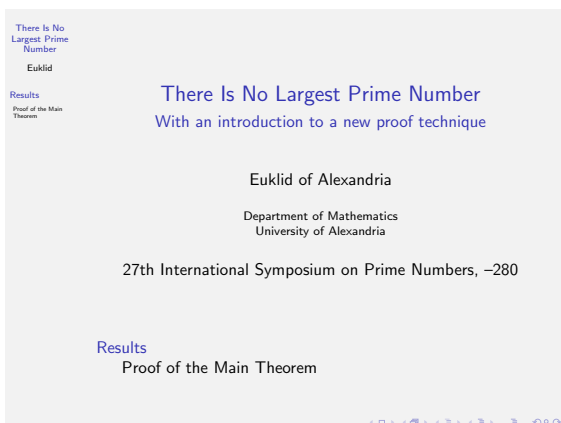 There Is No
Largest Prime
Number
Euklid
Results
Proof of the Main
Theorem
There Is No Largest Prime Number
With an introduction to a new proof technique
Euklid of Alexandria
Department of Mathematics
University of Alexandria
27th International Symposium on Prime Numbers, –280
Results
Proof of the Main Theorem